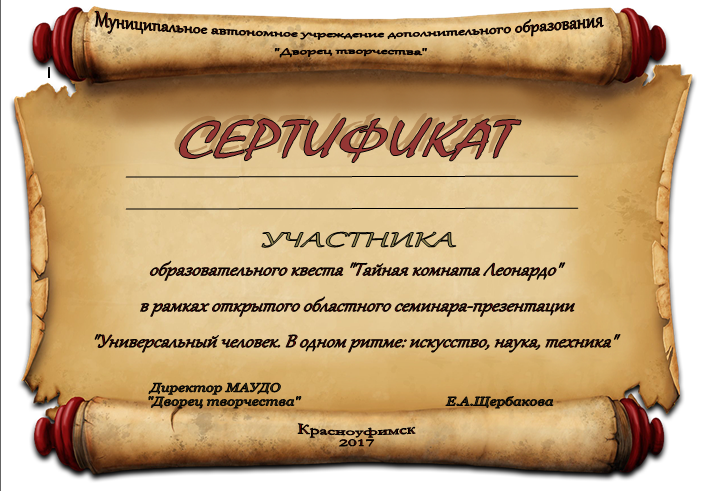 Муниципальное автономное учреждение дополнительного образования
"Дворец творчества"
СЕРТИФИКАТ
УЧАСТНИКА
образовательного квеста "Тайная комната Леонардо"
в рамках открытого областного семинара-презентации
"Универсальный человек. В одном ритме: искусство, наука, техника"
Директор МАУДО
"Дворец творчества" Е.А.Щербакова
Красноуфимск
2017